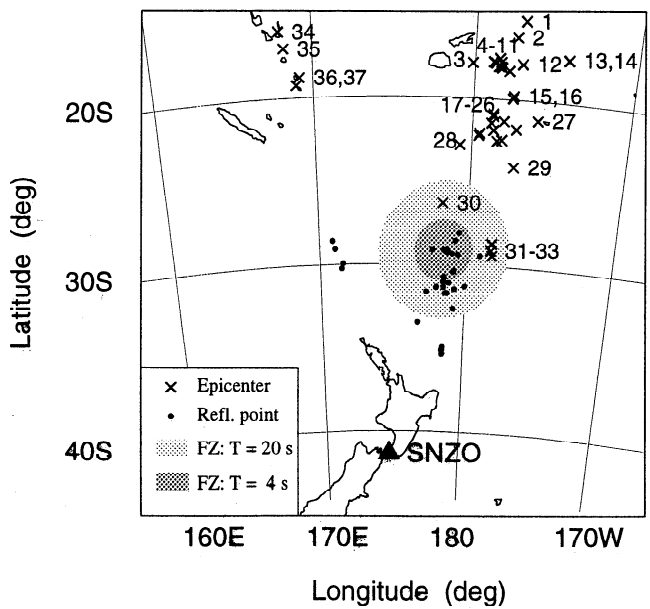 34
35
36,37
1
2
3
4-11
12
13,14
15,16
17-26
27
28
29
30
31-33
20S
30S
40S
Latitude (deg)
Epicenter
Refl. point
FZ: T = 20 s
FZ: T = 4 s
SNZO
160E 170E 180 170W
Longitude (deg)